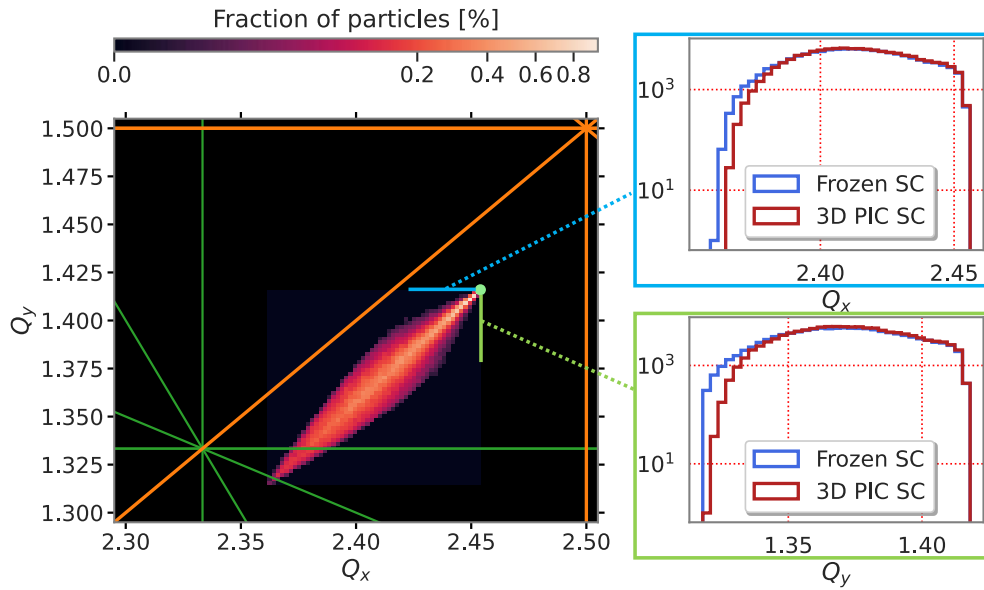 Fraction of particles [%]
0.0 0.2 0.4 0.6 0.8
1.500
1.475
1.450
1.425
1.400
1.375
1.350
1.325
1.300
Q_y
2.30 2.35 2.40 2.45 2.50
Q_x
10^3
10^1
Frozen SC
3D PIC SC
2.40 2.45
Q_x
10^3
10^1
Frozen SC
3D PIC SC
1.35 1.40
Q_y